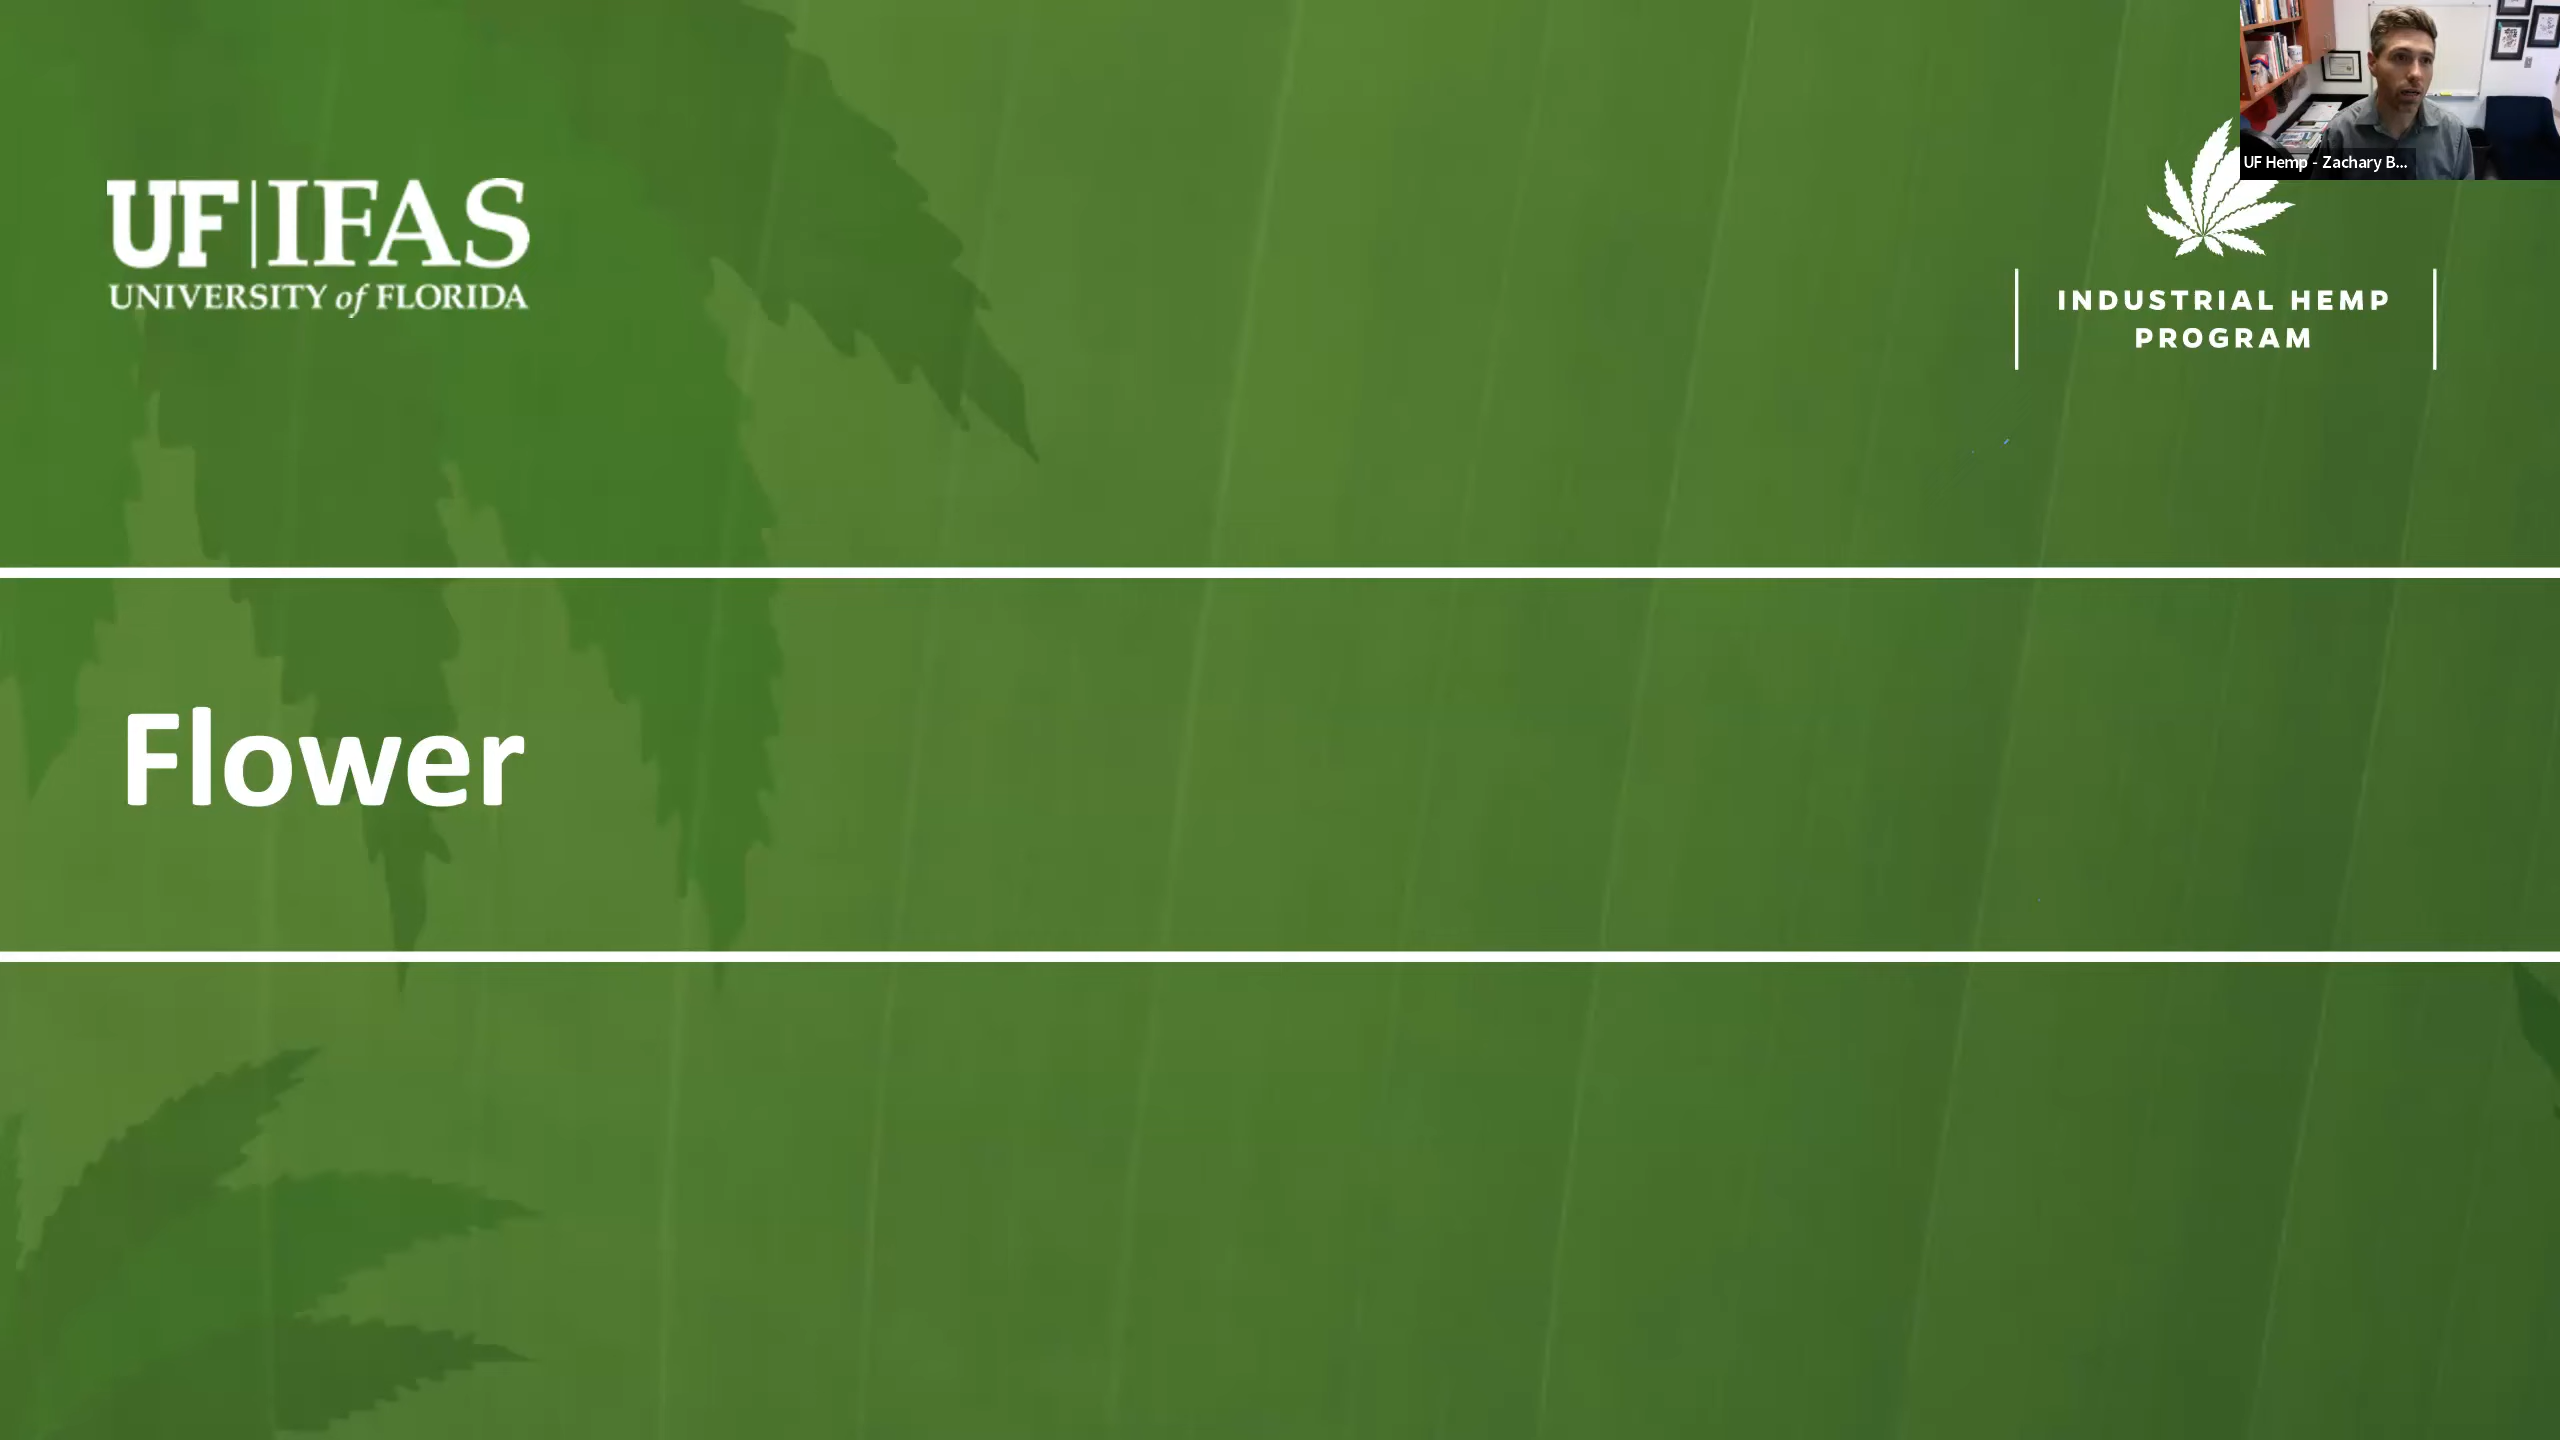 UF|IFAS
UNIVERSITY of FLORIDA
UF Hemp - Zachary B...
INDUSTRIAL HEMP
PROGRAM
Flower